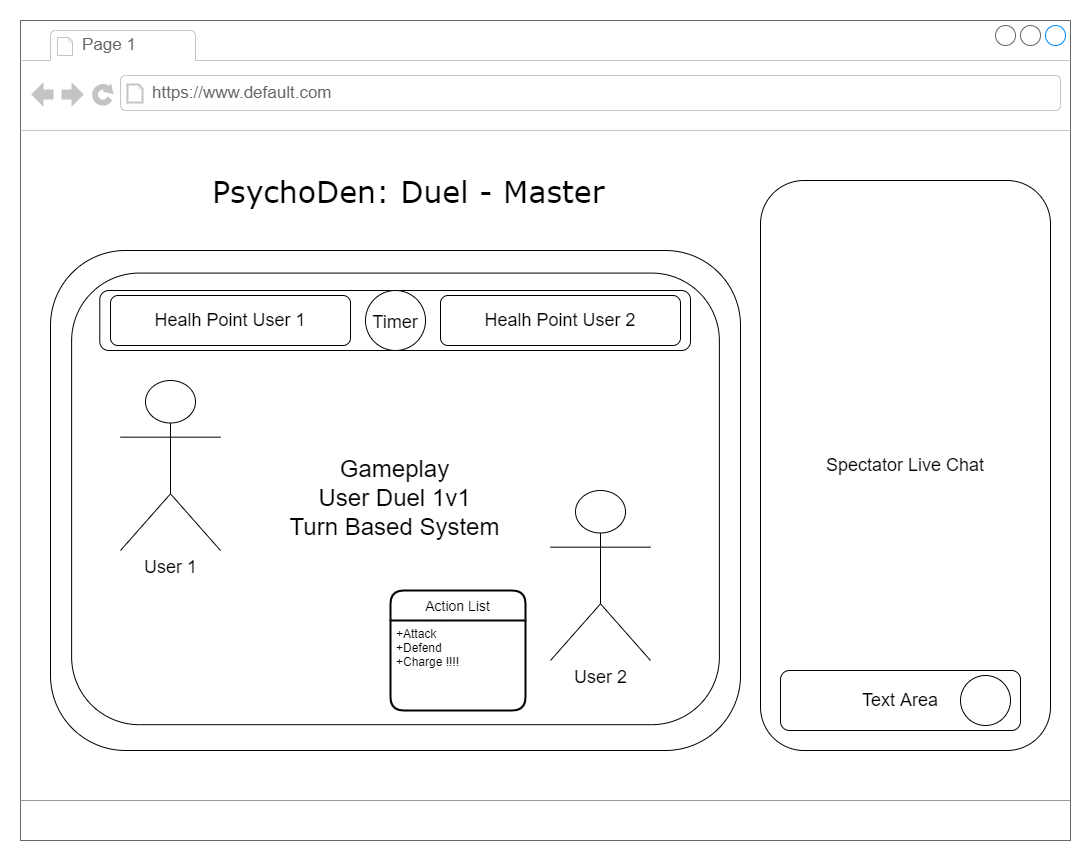 Page 1
https://www.default.com
PsychoDen: Duel - Master
Healh Point User 1
Timer
Healh Point User 2
Gameplay
User Duel 1v1
Turn Based System
User 1
Action List
+Attack
+Defend
+Charge !!!!
User 2
Spectator Live Chat
Text Area